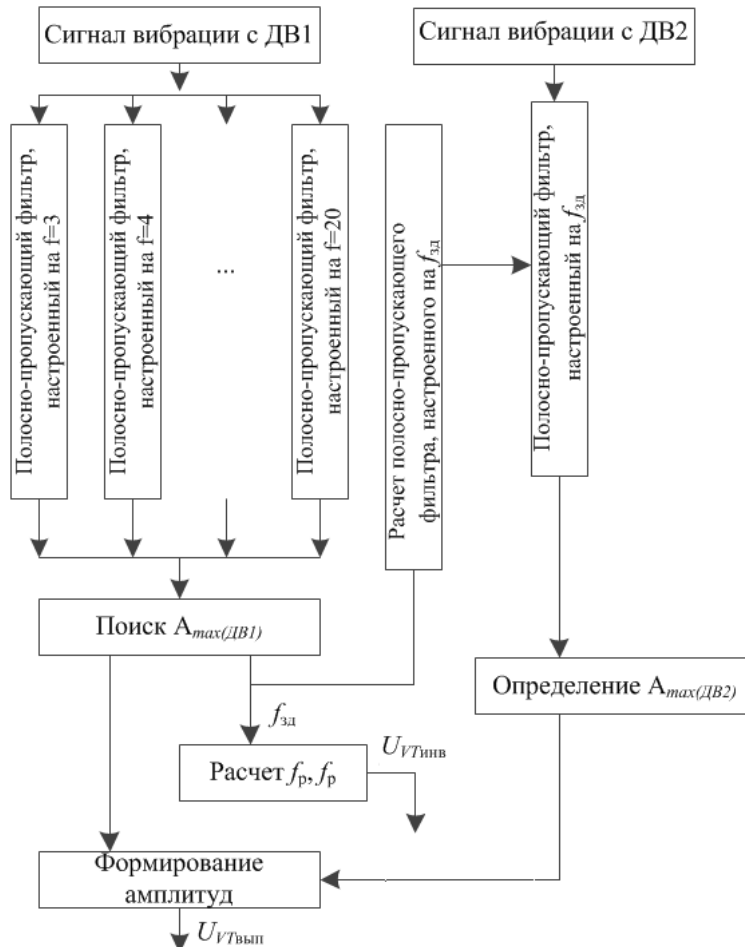 Сигнал вибрации с ДВ1
Сигнал вибрации с ДВ2
Полосно-пропускающий фильтр,
настроенный на f=3
Полосно-пропускающий фильтр,
настроенный на f=4
...
Полосно-пропускающий фильтр,
настроенный на f=20
Расчет полосно-пропускающего
фильтра, настроенного на fзд
Полосно-пропускающий фильтр,
настроенный на fзд
Поиск Amax(ДВ1)
Определение Amax(ДВ2)
fзд
UVTинв
Расчет fр, fр
Формирование
амплитуд
UVTвып